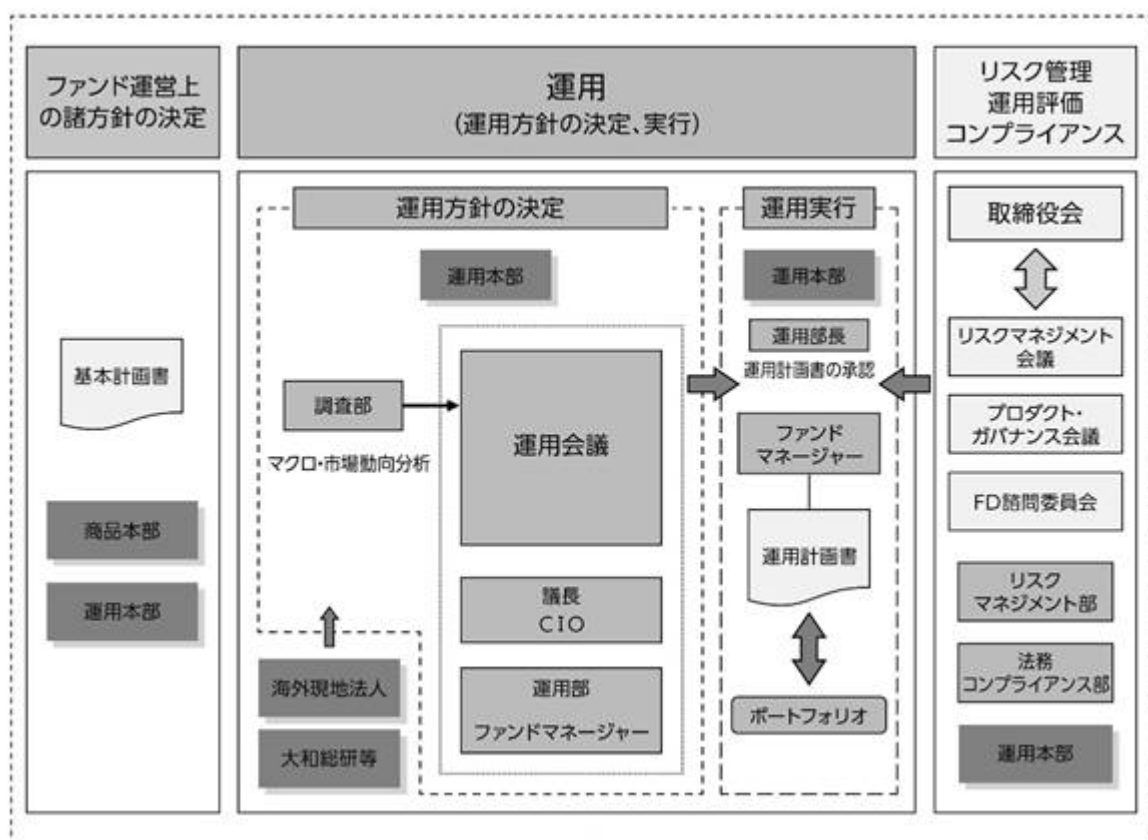 ファンド運営上
の諸方針の決定
基本計画書
商品本部
運用本部
運用
(運用方針の決定、実行)
運用方針の決定
運用本部
調査部
マクロ・市場動向分析
運用会議
議長
CIO
運用部
ファンドマネージャー
海外現地法人
大和総研等
運用実行
運用本部
運用部長
運用計画書の承認
ファンド
マネージャー
運用計画書
ポートフォリオ
リスク管理
運用評価
コンプライアンス
取締役会
リスクマネジメント
会議
プロダクト・
ガバナンス会議
FD諮問委員会
リスク
マネジメント部
法務
コンプライアンス部
運用本部